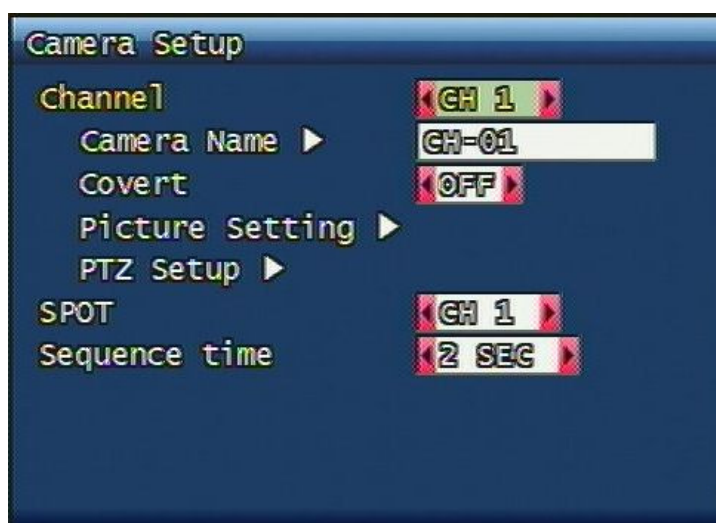 Camera Setup
Channel CH 1
Camera Name CH-01
Covert OFF
Picture Setting
PTZ Setup
SPOT CH 1
Sequence time 2 SEC